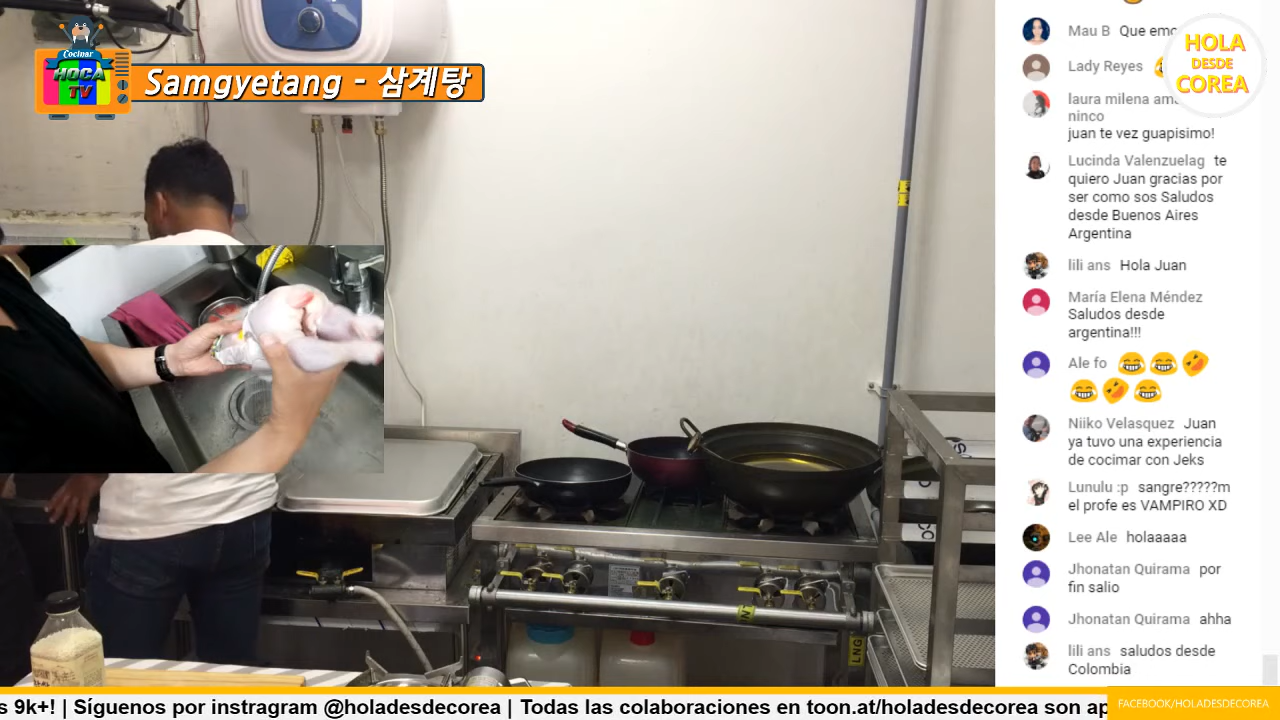 Cocinar
HOCA
TV
Samgyetang - 삼계탕
HOLA
DESDE
COREA
Mau B Que emo
Lady Reyes
laura milena
ninco
juan te vez guapisimo!
Lucinda Valenzuelag te
quiero Juan gracias por
ser como sos Saludos
desde Buenos Aires
Argentina
lili ans Hola Juan
María Elena Méndez
Saludos desde
argentina!!!
Ale fo
Niiko Velasquez Juan
ya tuvo una experiencia
de cocimar con Jeks
Lunulu :p sangre?????m
el profe es VAMPIRO XD
Lee Ale holaaaaa
Jhonatan Quirama por
fin salio
Jhonatan Quirama ahha
lili ans saludos desde
Colombia
LNG
s 9k+! | Síguenos por instragram @holadesdecorea | Todas las colaboraciones en toon.at/holadesdecorea son ap
FACEBOOK/HOLADESDECOREA